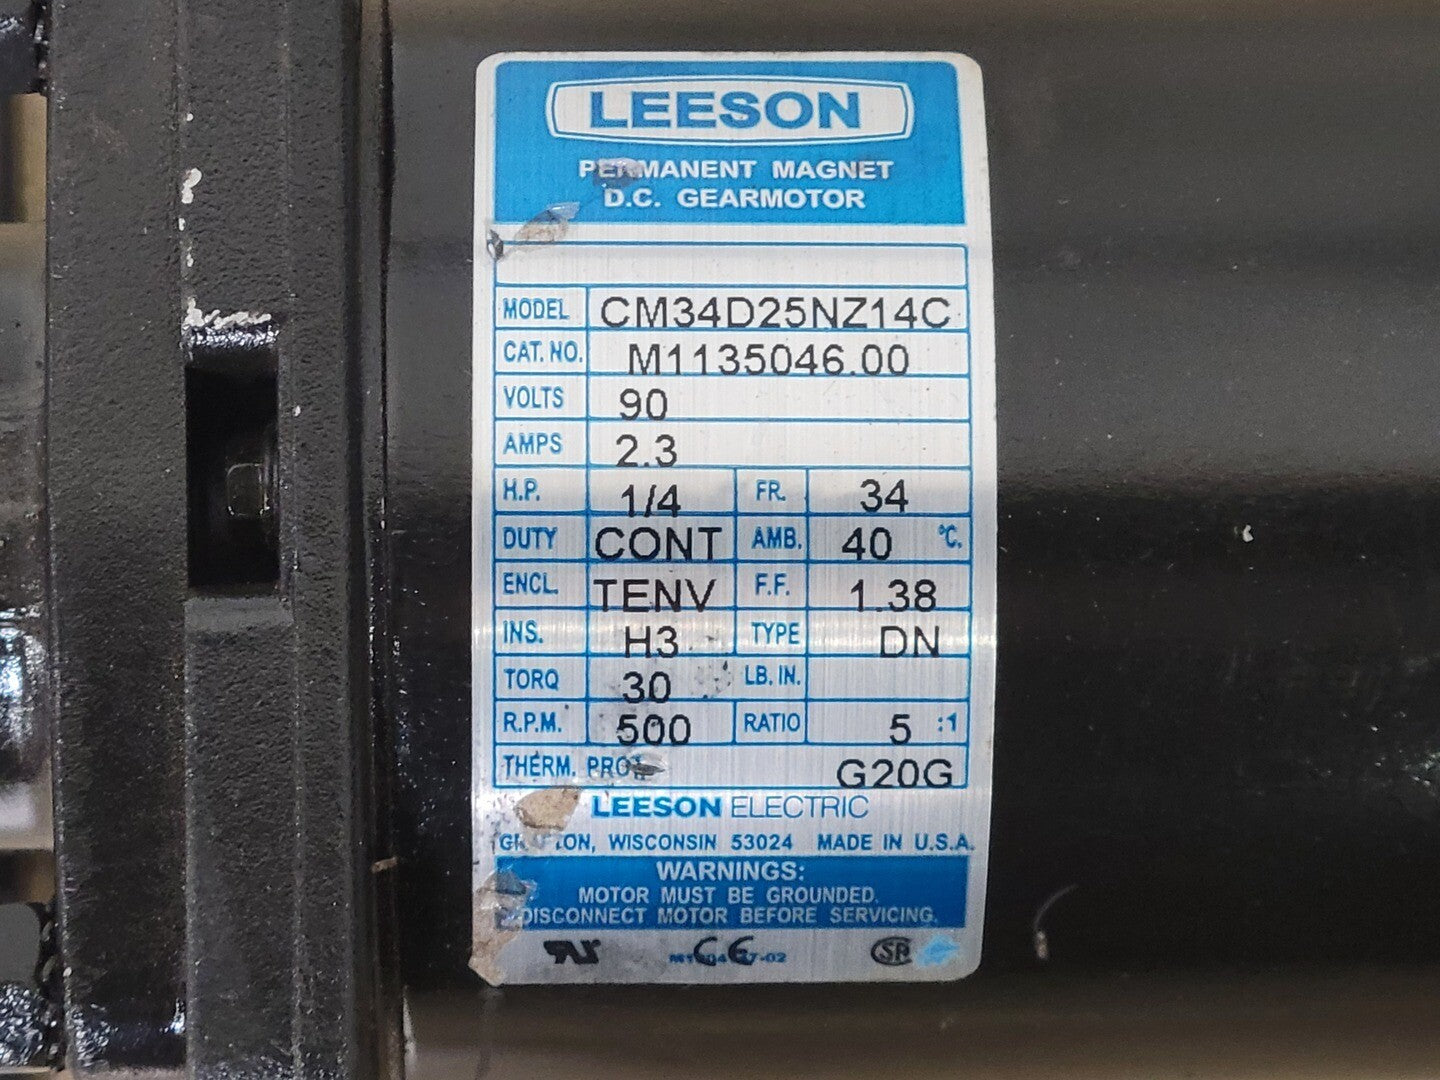 LEESON
PERMANENT MAGNET
D.C. GEARMOTOR
MODEL CM34D25NZ14C
CAT. NO. M1135046.00
VOLTS 90
AMPS 2.3
H.P. 1/4 FR. 34
DUTY CONT AMB. 40 °C.
ENCL. TENV F.F. 1.38
INS. H3 TYPE DN
TORQ 30 LB. IN.
R.P.M. 500 RATIO 5 :1
THERM. G20G
LEESON ELECTRIC
WISCONSIN 53024 MADE IN U.S.A.
WARNINGS:
MOTOR MUST BE GROUNDED.
DISCONNECT MOTOR BEFORE SERVICING.
CE